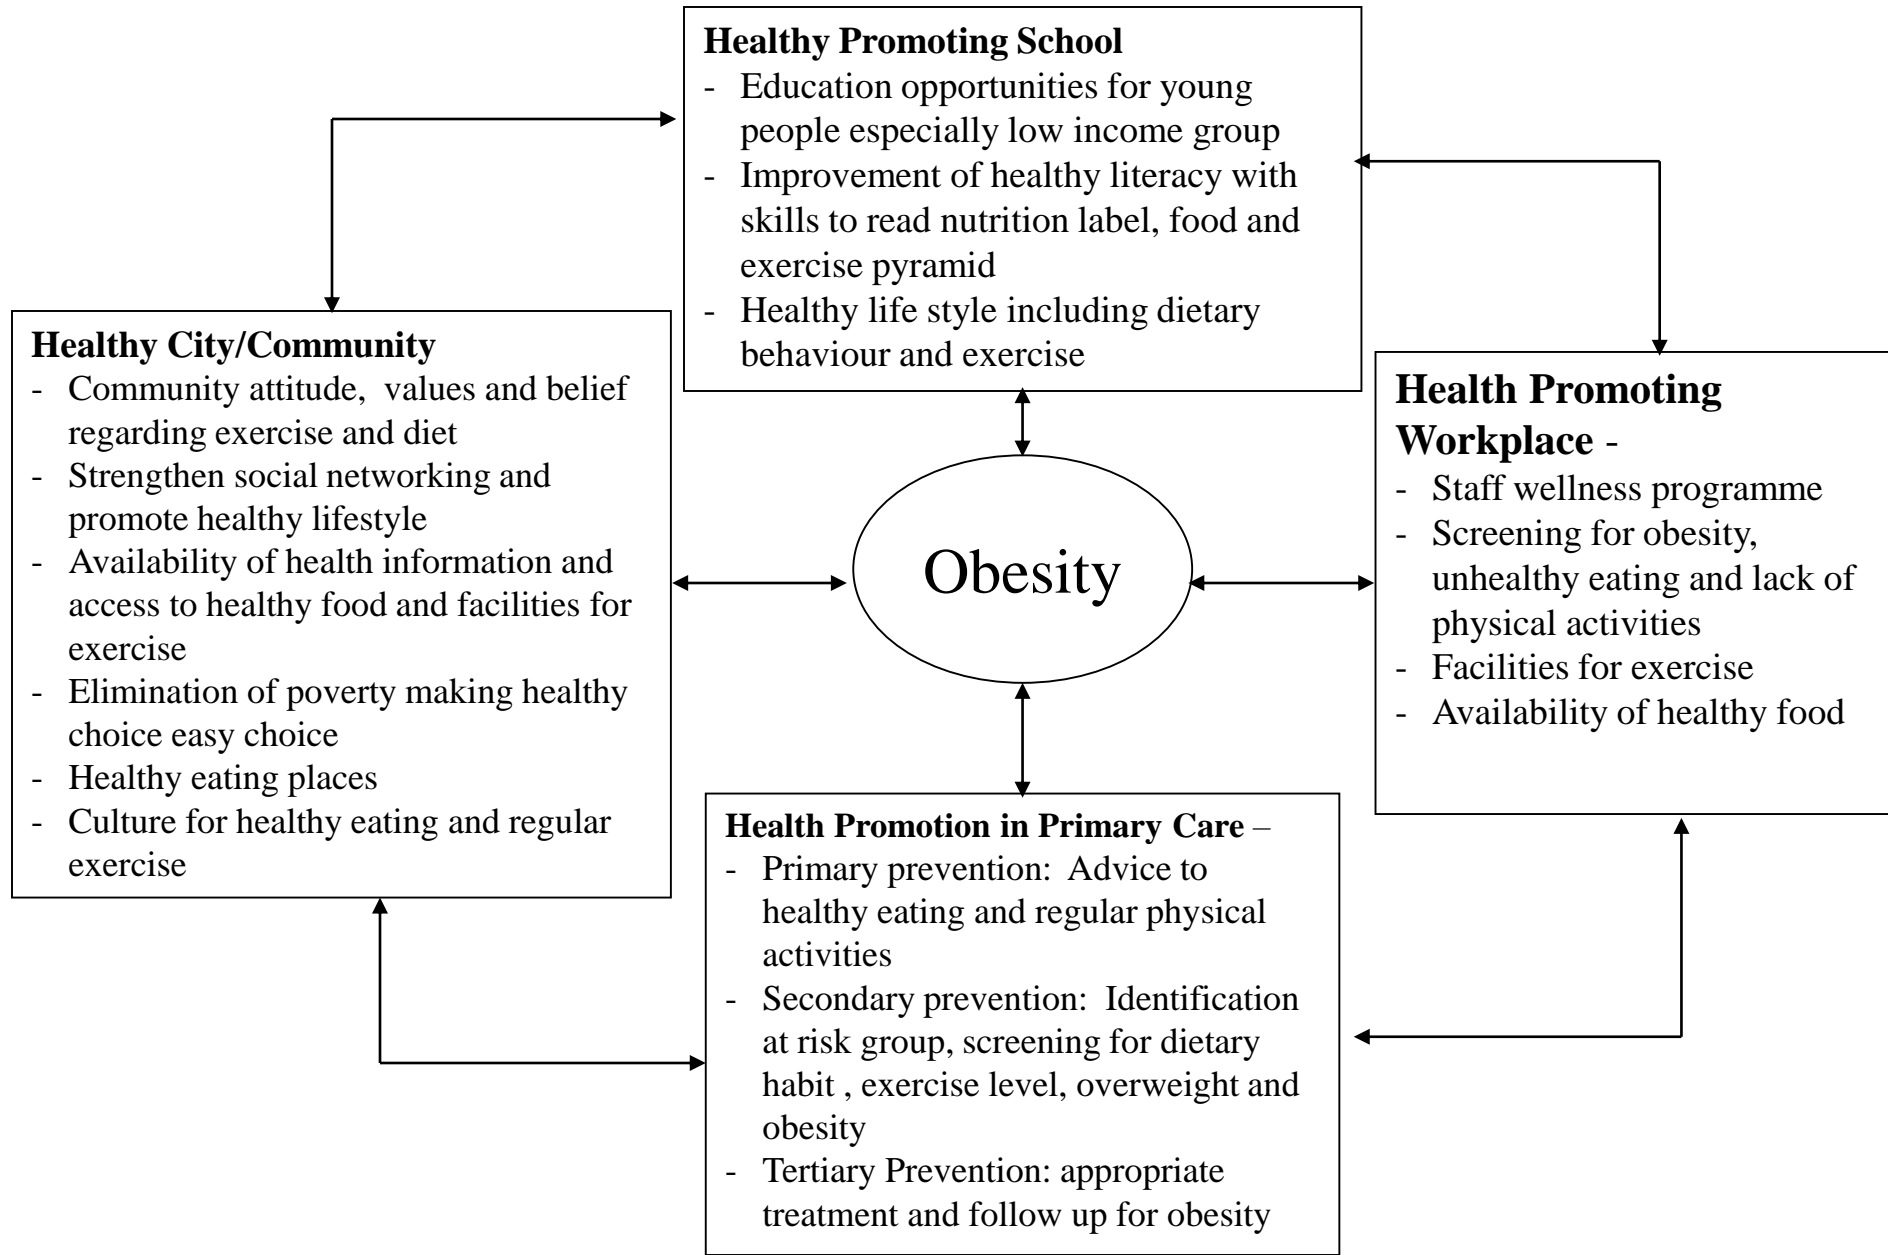 Healthy Promoting School
- Education opportunities for young
people especially low income group
- Improvement of healthy literacy with
skills to read nutrition label, food and
exercise pyramid
- Healthy life style including dietary
behaviour and exercise
Healthy City/Community
- Community attitude, values and belief
regarding exercise and diet
- Strengthen social networking and
promote healthy lifestyle
- Availability of health information and
access to healthy food and facilities for
exercise
- Elimination of poverty making healthy
choice easy choice
- Healthy eating places
- Culture for healthy eating and regular
exercise
Obesity
Health Promoting
Workplace -
- Staff wellness programme
- Screening for obesity,
unhealthy eating and lack of
physical activities
- Facilities for exercise
- Availability of healthy food
Health Promotion in Primary Care –
- Primary prevention: Advice to
healthy eating and regular physical
activities
- Secondary prevention: Identification
at risk group, screening for dietary
habit , exercise level, overweight and
obesity
- Tertiary Prevention: appropriate
treatment and follow up for obesity